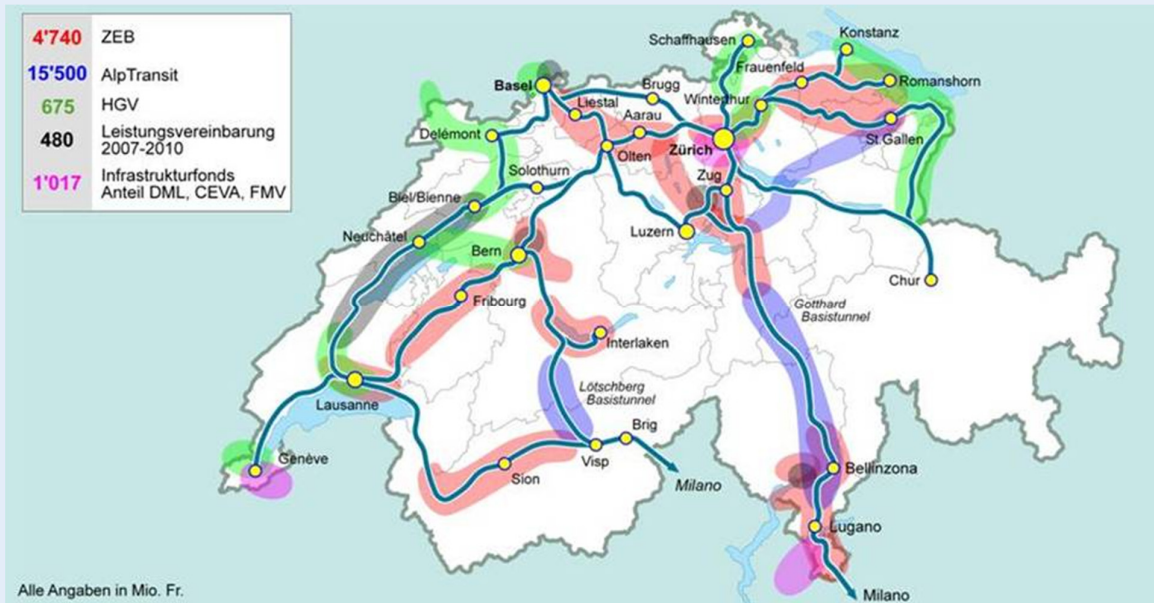 4'740 ZEB
15'500 AlpTransit
675 HGV
480 Leistungsvereinbarung
2007-2010
1'017 Infrastrukturfonds
Anteil DML, CEVA, FMV
Schaffhausen
Konstanz
Frauenfeld
Romanshorn
Basel
Brugg
Winterthur
Liestal
Aarau
Delémont
Olten
Zürich
St.Gallen
Solothurn
Zug
Biel/Bienne
Neuchâtel
Luzern
Bern
Chur
Fribourg
Gotthard
Basistunnel
Interlaken
Lötschberg
Basistunnel
Lausanne
Brig
Genève
Visp
Sion
Milano
Bellinzona
Lugano
Alle Angaben in Mio. Fr.
Milano